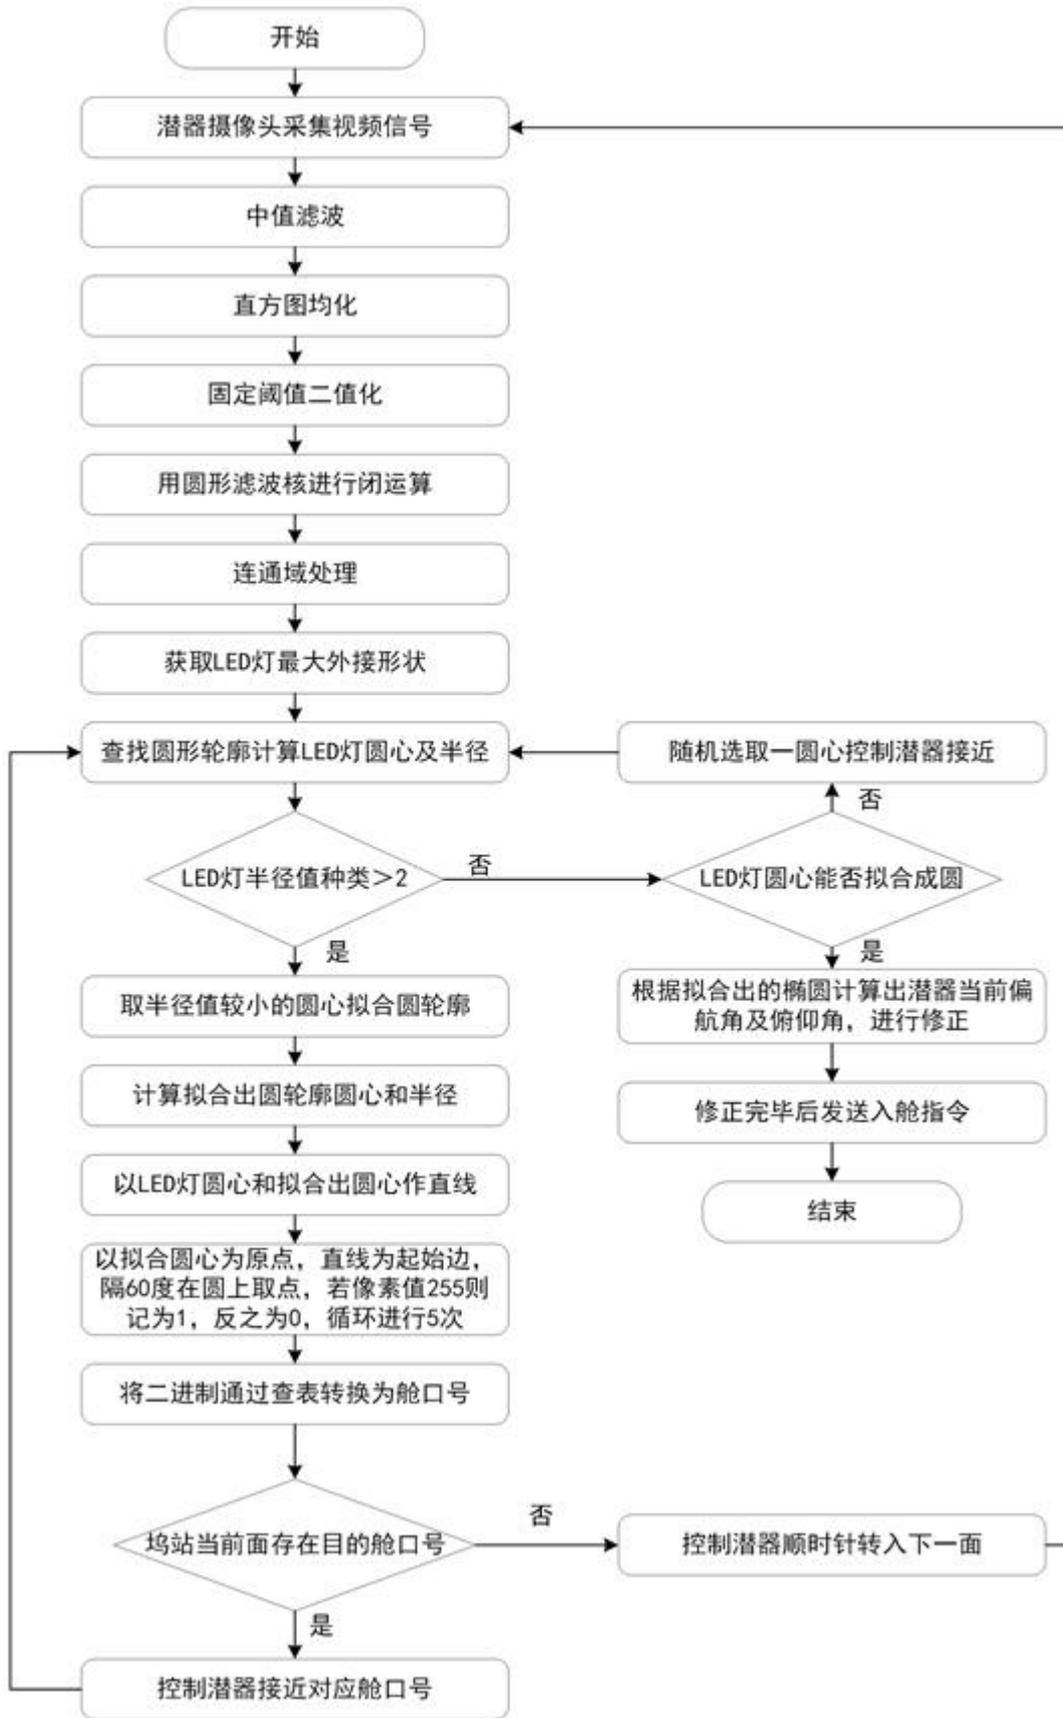 开始
潜器摄像头采集视频信号
中值滤波
直方图均化
固定阈值二值化
用圆形滤波核进行闭运算
连通域处理
获取LED灯最大外接形状
查找圆形轮廓计算LED灯圆心及半径
随机选取一圆心控制潜器接近
否
LED灯半径值种类＞2
否
LED灯圆心能否拟合成圆
是
是
取半径值较小的圆心拟合圆轮廓
根据拟合出的椭圆计算出潜器当前偏
航角及俯仰角，进行修正
计算拟合出圆轮廓圆心和半径
修正完毕后发送入舱指令
以LED灯圆心和拟合出圆心作直线
结束
以拟合圆心为原点，直线为起始边，
隔60度在圆上取点，若像素值255则
记为1，反之为0，循环进行5次
将二进制通过查表转换为舱口号
坞站当前面存在目的舱口号
否
控制潜器顺时针转入下一面
是
控制潜器接近对应舱口号